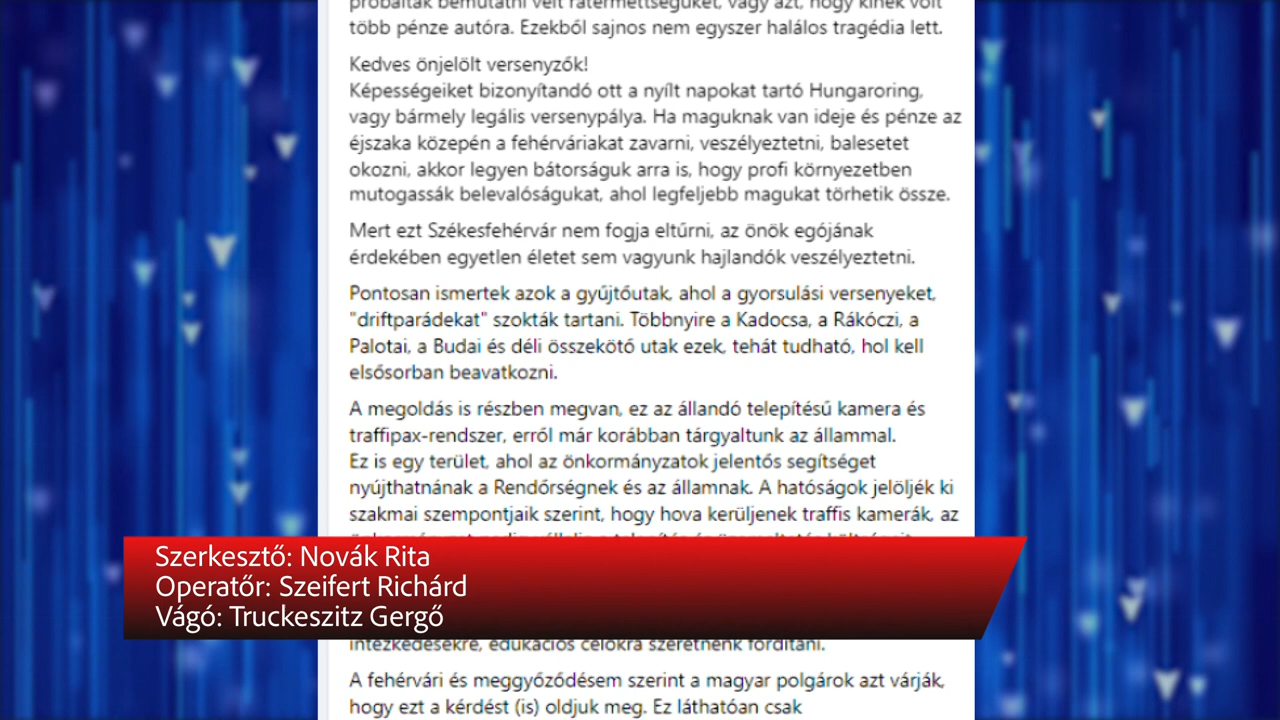 próbálták bemutatni vélt rátermettségüket, vagy azt, hogy kinek volt
több pénze autóra. Ezekből sajnos nem egyszer halálos tragédia lett.
Kedves önjelölt versenyzők!
Képességeiket bizonyítandó ott a nyílt napokat tartó Hungaroring,
vagy bármely legális versenypálya. Ha maguknak van ideje és pénze az
éjszaka közepén a fehérváriakat zavarni, veszélyeztetni, balesetet
okozni, akkor legyen bátorságuk arra is, hogy profi környezetben
mutogassák belevalóságukat, ahol legfeljebb magukat törhetik össze.
Mert ezt Székesfehérvár nem fogja eltűrni, az önök egójának
érdekében egyetlen életet sem vagyunk hajlandók veszélyeztetni.
Pontosan ismertek azok a gyűjtőutak, ahol a gyorsulási versenyeket,
"driftparádekat" szokták tartani. Többnyire a Kadocsa, a Rákóczi, a
Palotai, a Budai és déli összekötő utak ezek, tehát tudható, hol kell
elsősorban beavatkozni.
A megoldás is részben megvan, ez az állandó telepítésű kamera és
traffipax-rendszer, erről már korábban tárgyaltunk az állammal.
Ez is egy terület, ahol az önkormányzatok jelentős segítséget
nyújthatnának a Rendőrségnek és az államnak. A hatóságok jelöljék ki
szakmai szempontjaik szerint, hogy hova kerüljenek traffis kamerák, az
Szerkesztő: Novák Rita
Operatőr: Szeifert Richárd
Vágó: Truckeszitz Gergő
intézkedésekre, edukációs célokra szeretnénk fordítani.
A fehérvári és meggyőződésem szerint a magyar polgárok azt várják,
hogy ezt a kérdést (is) oldjuk meg. Ez láthatóan csak